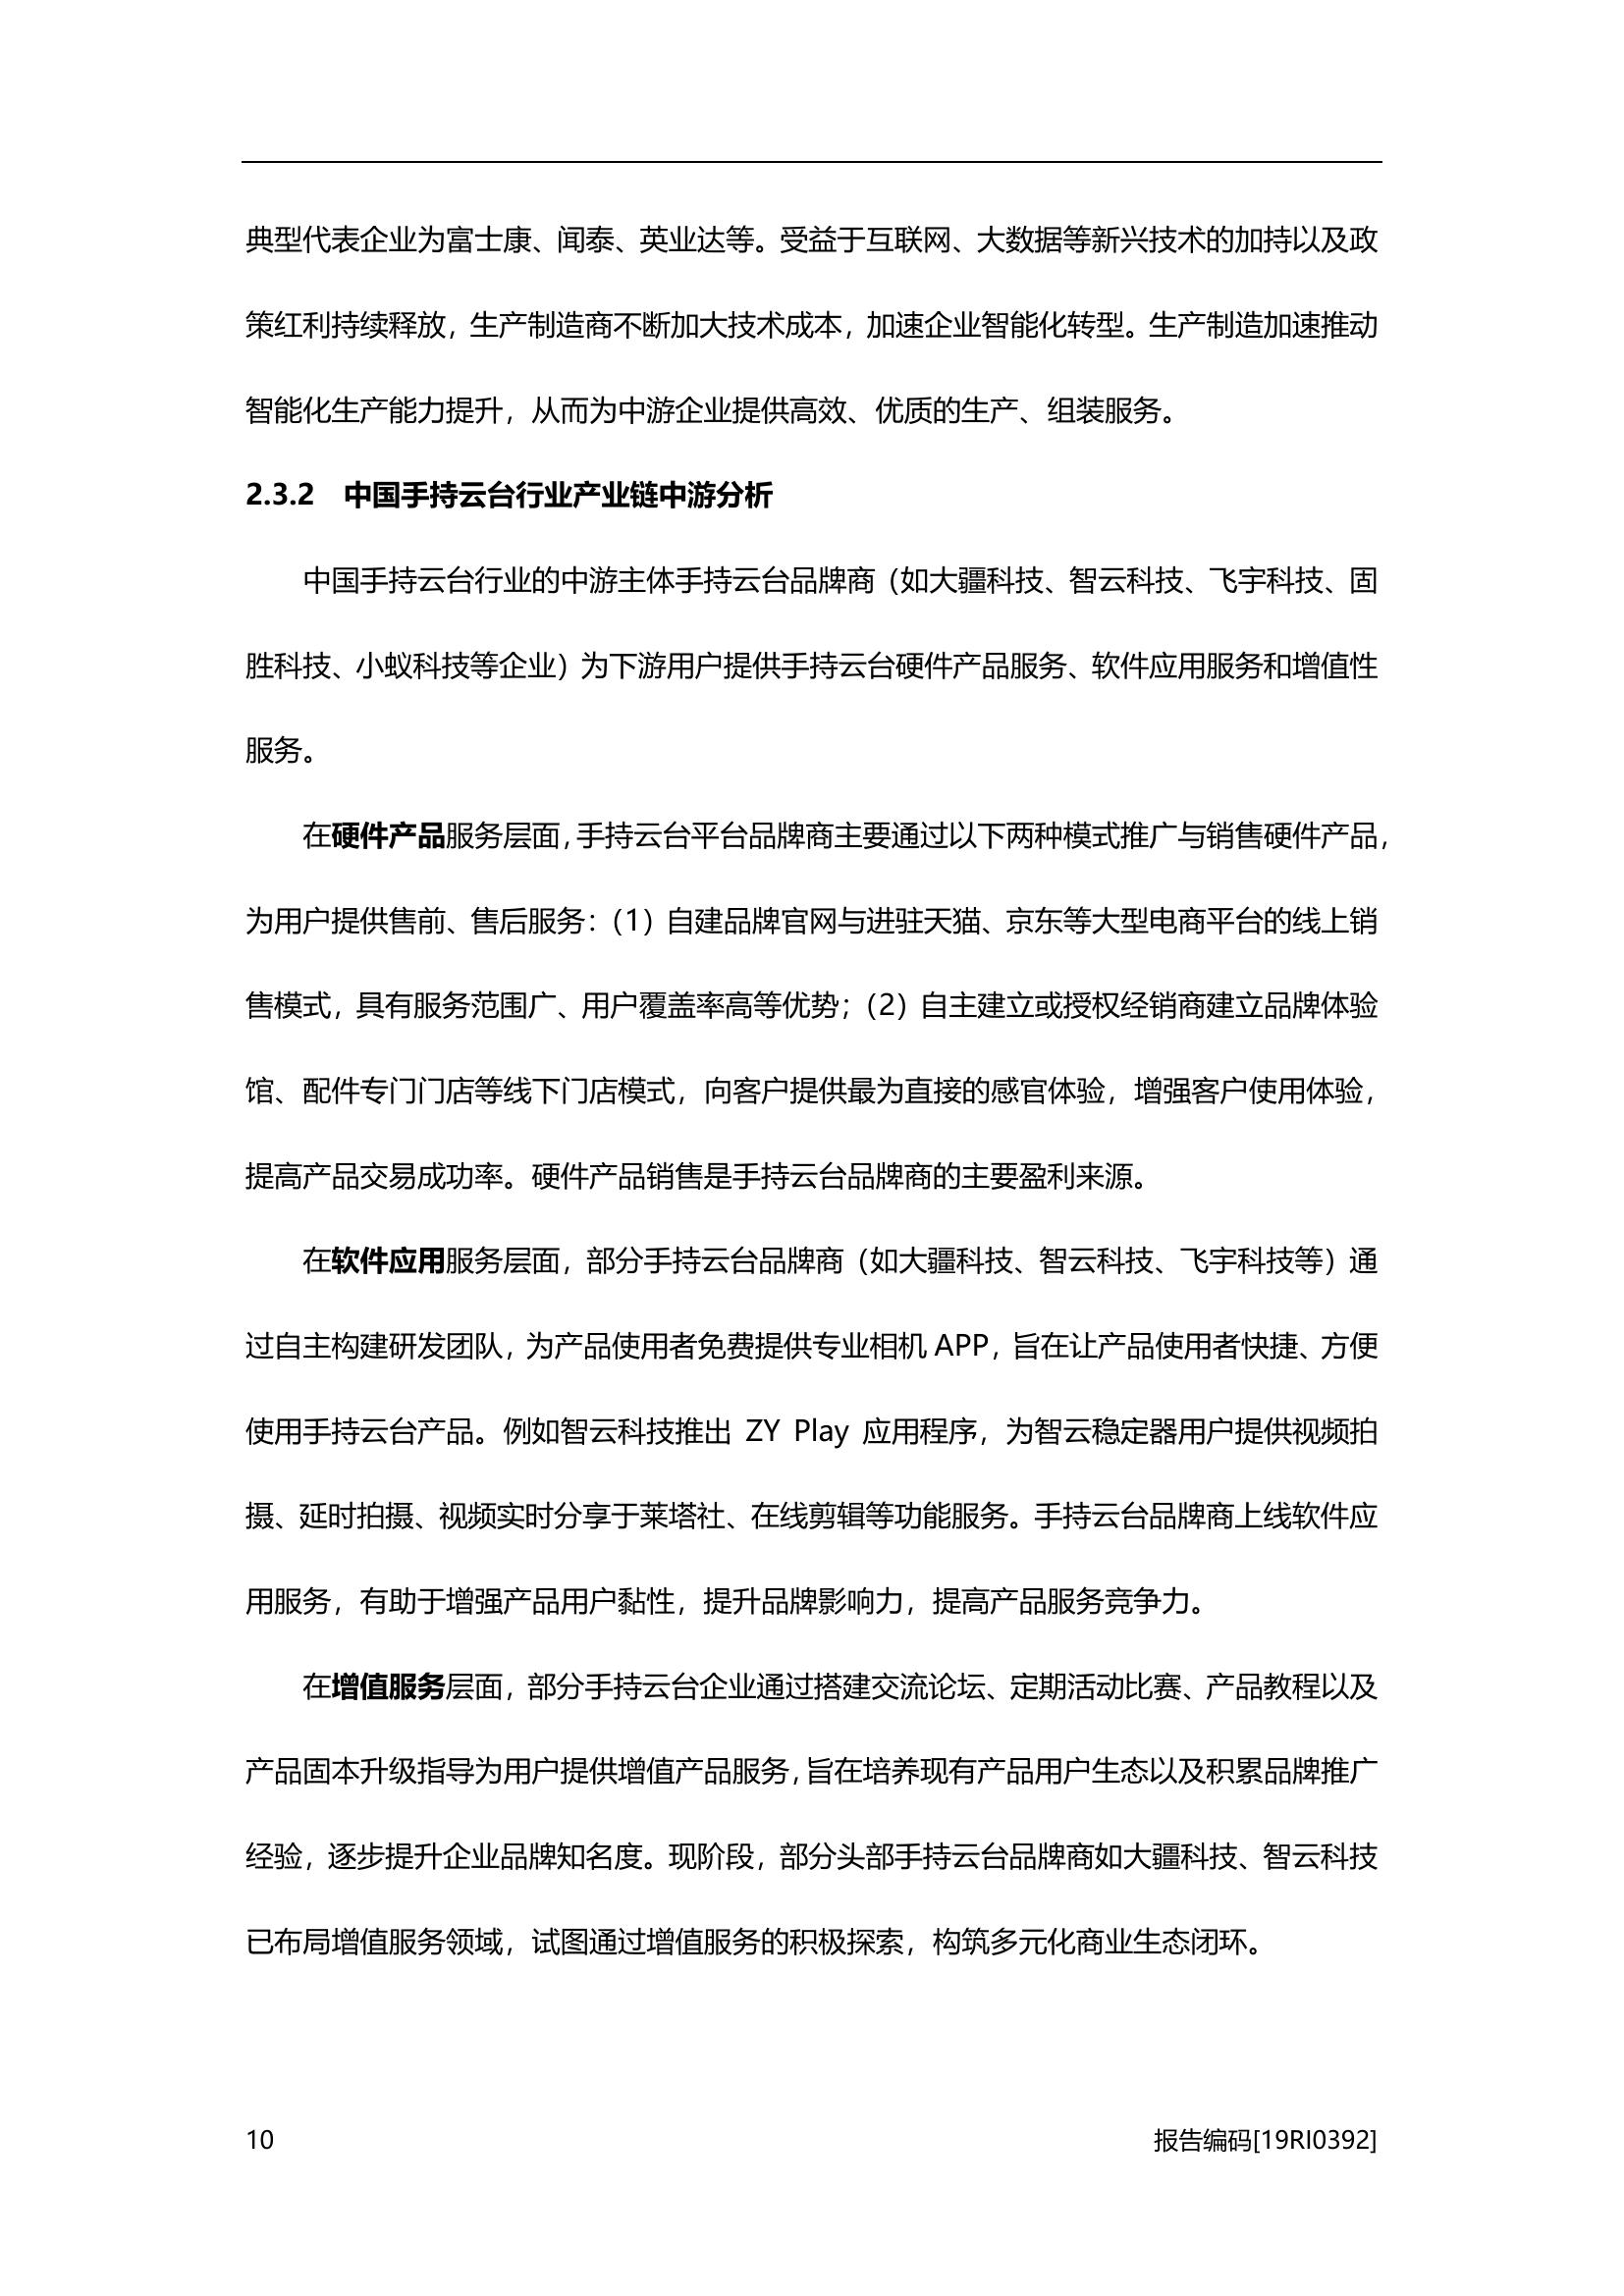 典型代表企业为富士康、闻泰、英业达等。受益于互联网、大数据等新兴技术的加持以及政
策红利持续释放，生产制造商不断加大技术成本，加速企业智能化转型。生产制造加速推动
智能化生产能力提升，从而为中游企业提供高效、优质的生产、组装服务。
2.3.2 中国手持云台行业产业链中游分析
中国手持云台行业的中游主体手持云台品牌商（如大疆科技、智云科技、飞宇科技、固
胜科技、小蚁科技等企业）为下游用户提供手持云台硬件产品服务、软件应用服务和增值性
服务。
在硬件产品服务层面，手持云台平台品牌商主要通过以下两种模式推广与销售硬件产品，
为用户提供售前、售后服务：（1）自建品牌官网与进驻天猫、京东等大型电商平台的线上销
售模式，具有服务范围广、用户覆盖率高等优势；（2）自主建立或授权经销商建立品牌体验
馆、配件专门门店等线下门店模式，向客户提供最为直接的感官体验，增强客户使用体验，
提高产品交易成功率。硬件产品销售是手持云台品牌商的主要盈利来源。
在软件应用服务层面，部分手持云台品牌商（如大疆科技、智云科技、飞宇科技等）通
过自主构建研发团队，为产品使用者免费提供专业相机 APP，旨在让产品使用者快捷、方便
使用手持云台产品。例如智云科技推出 ZY Play 应用程序，为智云稳定器用户提供视频拍
摄、延时拍摄、视频实时分享于莱塔社、在线剪辑等功能服务。手持云台品牌商上线软件应
用服务，有助于增强产品用户黏性，提升品牌影响力，提高产品服务竞争力。
在增值服务层面，部分手持云台企业通过搭建交流论坛、定期活动比赛、产品教程以及
产品固本升级指导为用户提供增值产品服务，旨在培养现有产品用户生态以及积累品牌推广
经验，逐步提升企业品牌知名度。现阶段，部分头部手持云台品牌商如大疆科技、智云科技
已布局增值服务领域，试图通过增值服务的积极探索，构筑多元化商业生态闭环。
10
报告编码[19RI0392]